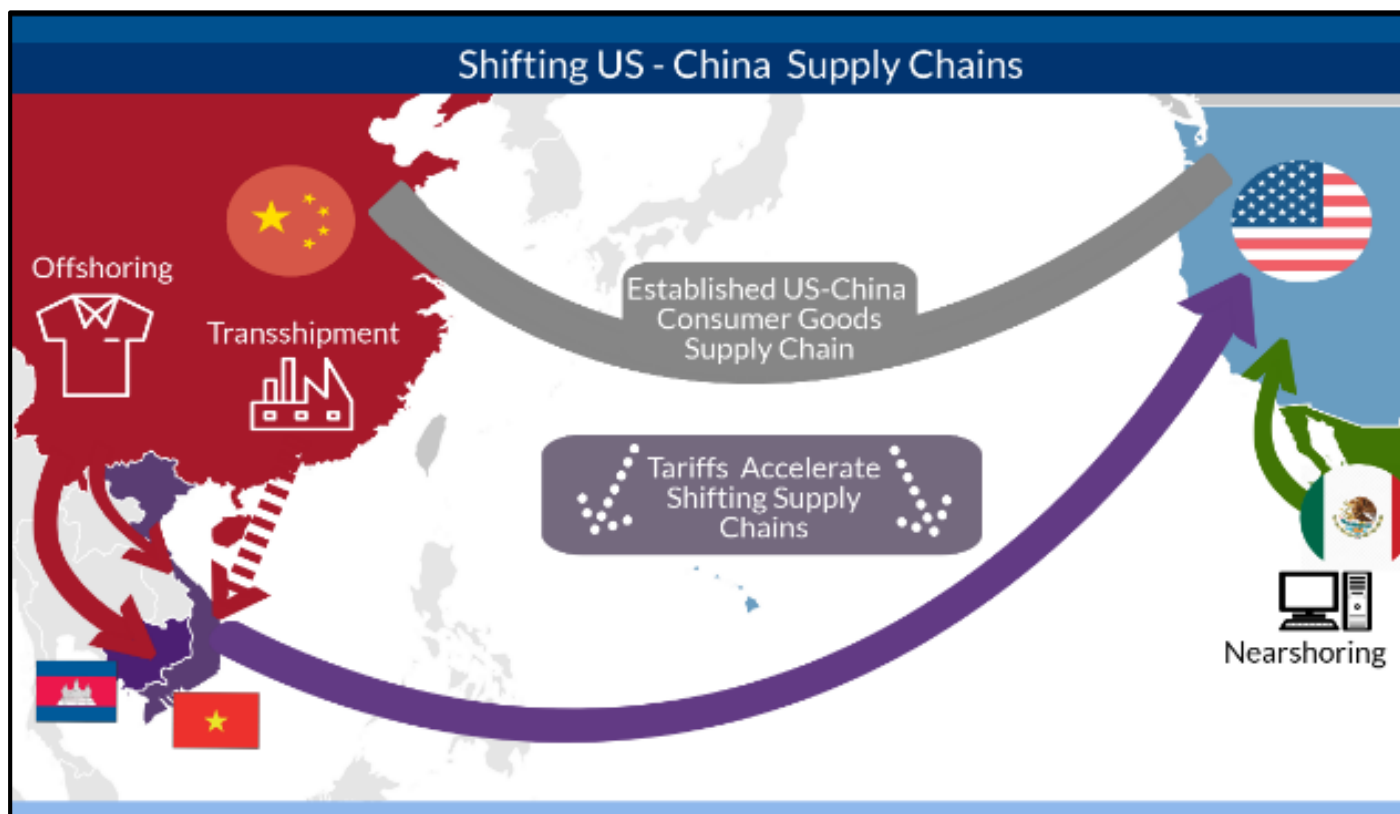 Shifting US - China Supply Chains
Offshoring
Transshipment
Established US-China
Consumer Goods
Supply Chain
Tariffs Accelerate
Shifting Supply
Chains
Nearshoring